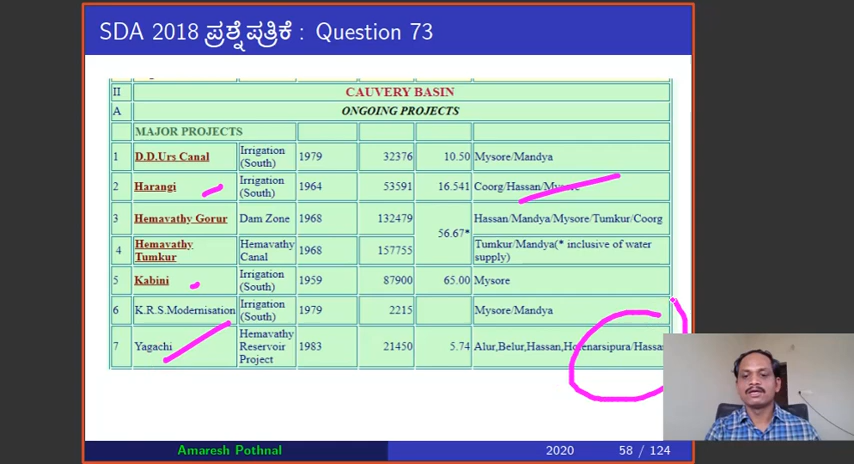 SDA 2018 ಪ್ರಶ್ನೆಪತ್ರಿಕೆ : Question 73
II CAUVERY BASIN
A ONGOING PROJECTS
MAJOR PROJECTS
1 D.D.Urs Canal Irrigation (South) 1979 32376 10.50 Mysore/Mandya
2 Harangi Irrigation (South) 1964 53591 16.541 Coorg/Hassan/Mysore
3 Hemavathy Gorur Dam Zone 1968 132479 56.67* Hassan/Mandya/Mysore/Tumkur/Coorg
4 Hemavathy Tumkur Hemavathy Canal 1968 157755 Tumkur/Mandya(* inclusive of water supply)
5 Kabini Irrigation (South) 1959 87900 65.00 Mysore
6 K.R.S.Modernisation Irrigation (South) 1979 2215 Mysore/Mandya
7 Yagachi Hemavathy Reservoir Project 1983 21450 5.74 Alur,Belur,Hassan,Holenarsipura/Hassan
Amaresh Pothnal 2020 58 / 124